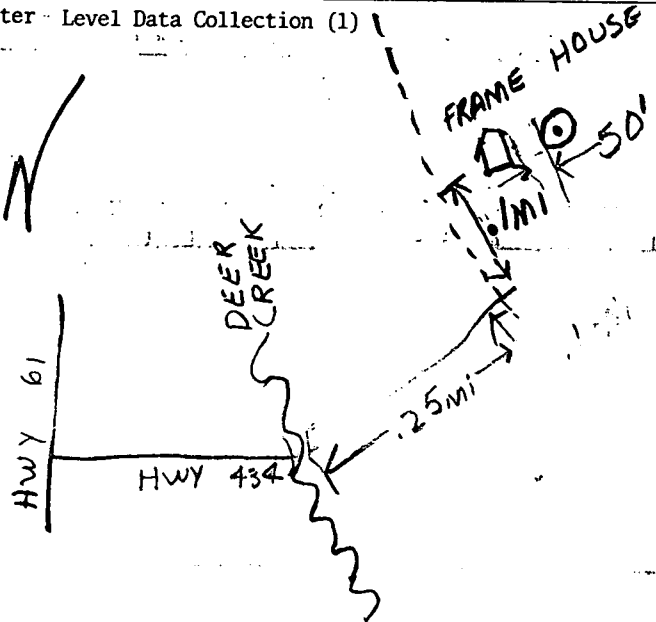 ter - Level Data Collection (1)
N
FRAME HOUSE
50'
.1MI
DEER
CREEK
.25mi
HWY 61
HWY 434